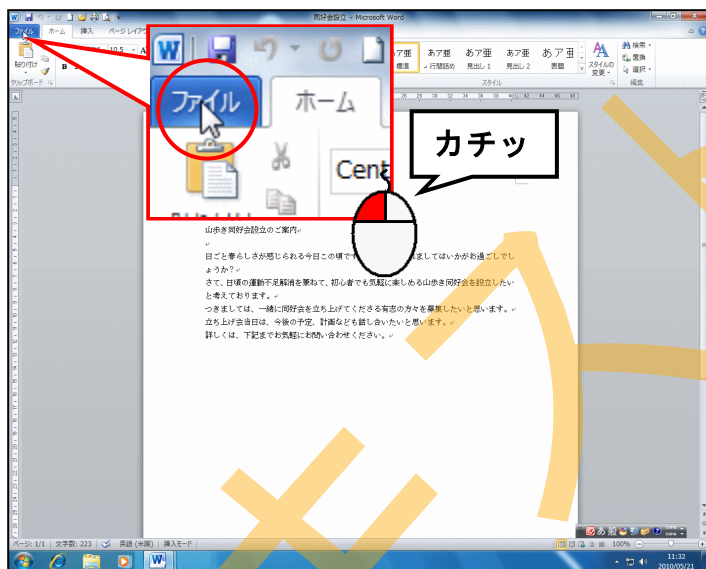 同好会設立 - Microsoft Word
ファイル
ホーム
挿入
ページレイア
10.5
貼り付け
クリップボード
標準
行間詰め
見出し 1
見出し 2
表題
スタイルの
変更
検索
置換
選択
スタイル
編集
ファイル
ホーム
Cent
カチッ
山歩き同好会設立のご案内
日ごと春らしさが感じられる今日この頃です
ましてはいかがお過ごしでし
ょうか?
さて、日頃の運動不足解消を兼ねて、初心者でも気軽に楽しめる山歩き同好会を設立したい
と考えております。
つきましては、一緒に同好会を立ち上げてくださる有志の方々を募集したいと思います。
立ち上げ会当日は、今後の予定、計画なども話し合いたいと思います。
詳しくは、下記までお気軽にお問い合わせください。
ページ: 1/1
文字数: 223
英語 (米国)
挿入モード
あ 般
100%
11:32
2010/05/21